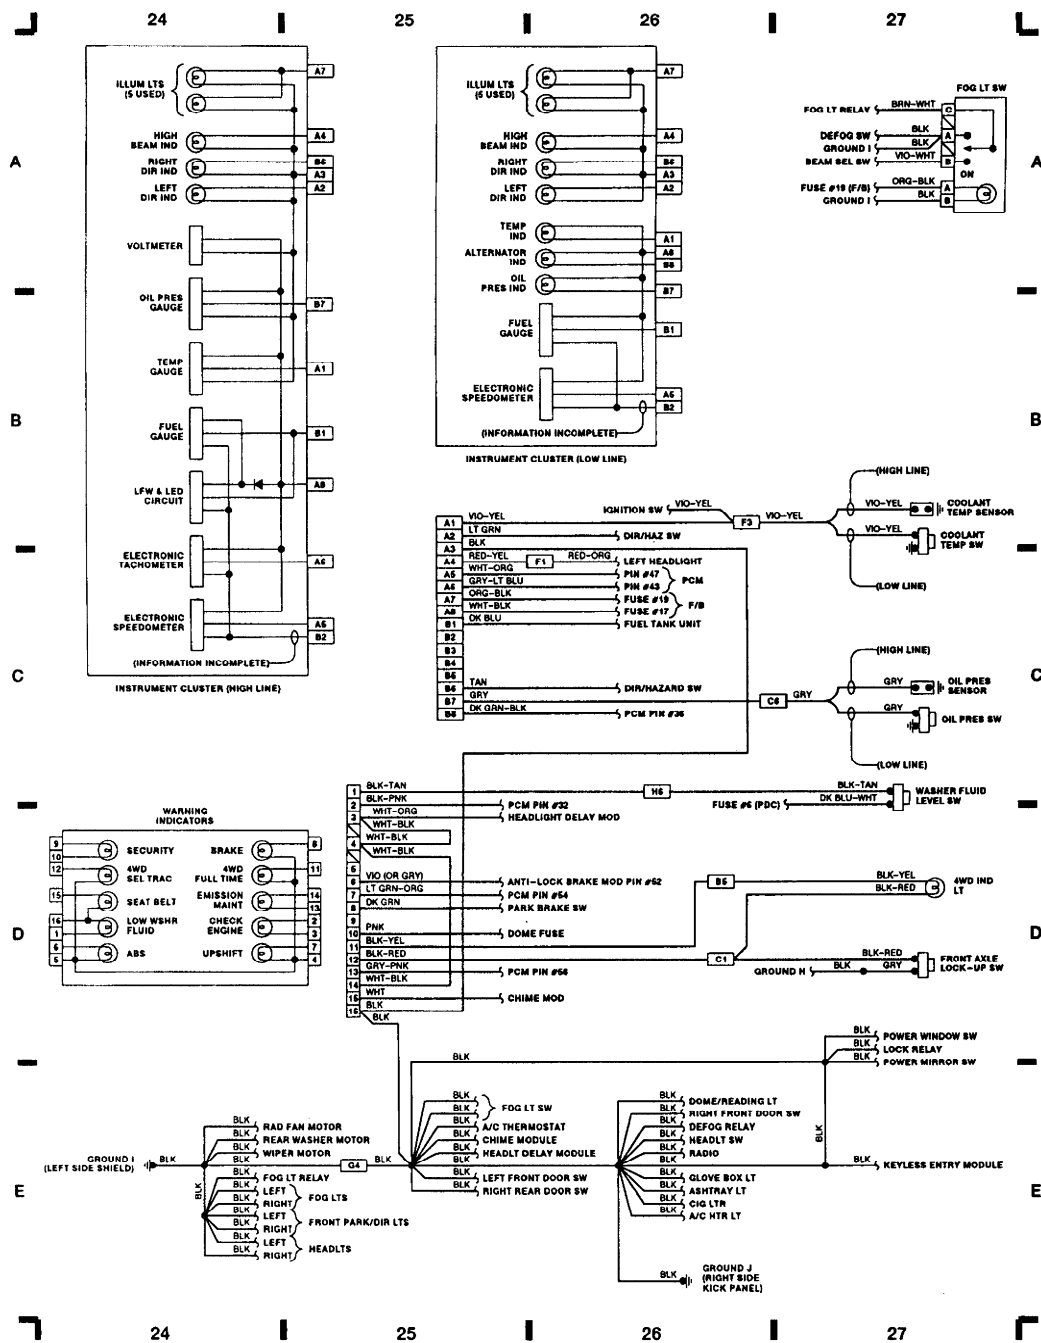 24 25 26 27
A
ILLUM LTS
(5 USED)
A7
HIGH
BEAM IND
A4
RIGHT
DIR IND
A3
LEFT
DIR IND
A2
VOLTMETER
OIL PRES
GAUGE
B7
TEMP
GAUGE
A1
FUEL
GAUGE
B1
LFW & LED
CIRCUIT
A8
ELECTRONIC
TACHOMETER
A6
ELECTRONIC
SPEEDOMETER
A5
B2
(INFORMATION INCOMPLETE)
INSTRUMENT CLUSTER (HIGH LINE)
ILLUM LTS
(5 USED)
A7
HIGH
BEAM IND
A4
RIGHT
DIR IND
A3
LEFT
DIR IND
A2
TEMP
IND
A1
ALTERNATOR
IND
A8
B8
OIL
PRES IND
B7
FUEL
GAUGE
B1
ELECTRONIC
SPEEDOMETER
A5
B2
(INFORMATION INCOMPLETE)
INSTRUMENT CLUSTER (LOW LINE)
FOG LT SW
FOG LT RELAY BRN-WHT C
DEFOG SW BLK A
GROUND I BLK
BEAM SEL SW VIO-WHT B
ON
FUSE #19 (F/B) ORG-BLK A
GROUND I BLK B
A
B
B
IGNITION SW VIO-YEL
A1 VIO-YEL F3 VIO-YEL
A2 LT GRN DIR/HAZ SW
A3 BLK
A4 RED-YEL F1 RED-ORG LEFT HEADLIGHT
A5 WHT-ORG PIN #47
A6 GRY-LT BLU PIN #43
PCM
A7 ORG-BLK FUSE #19
A8 WHT-BLK FUSE #17
F/B
B1 DK BLU FUEL TANK UNIT
B2
B3
B4
B5
B6 TAN DIR/HAZARD SW
B7 GRY C6 GRY
B8 DK GRN-BLK PCM PIN #36
(HIGH LINE)
VIO-YEL COOLANT
TEMP SENSOR
VIO-YEL COOLANT
TEMP SW
(LOW LINE)
(HIGH LINE)
GRY OIL PRES
SENSOR
GRY OIL PRES SW
(LOW LINE)
C
C
WARNING
INDICATORS
9
10
SECURITY
BRAKE
8
12
4WD
SEL TRAC
4WD
FULL TIME
11
15
SEAT BELT
EMISSION
MAINT
14
13
16
1
LOW WSHR
FLUID
CHECK
ENGINE
2
3
6
5
ABS
UPSHIFT
7
4
1 BLK-TAN H6 BLK-TAN WASHER FLUID
LEVEL SW
FUSE #6 (PDC) DK BLU-WHT
2 BLK-PNK PCM PIN #32
3 WHT-ORG HEADLIGHT DELAY MOD
WHT-BLK
4 WHT-BLK
WHT-BLK
5
6 VIO (OR GRY) ANTI-LOCK BRAKE MOD PIN #52
7 LT GRN-ORG PCM PIN #54
8 DK GRN PARK BRAKE SW
9
10 PNK DOME FUSE
11 BLK-YEL B5 BLK-YEL
BLK-RED
4WD IND
LT
12 BLK-RED C1 BLK-RED FRONT AXLE
LOCK-UP SW
GROUND H BLK GRY
13 GRY-PNK PCM PIN #56
14 WHT-BLK
15 WHT CHIME MOD
16 BLK
BLK
D
D
BLK
BLK POWER WINDOW SW
BLK LOCK RELAY
BLK POWER MIRROR SW
BLK
BLK KEYLESS ENTRY MODULE
GROUND I
(LEFT SIDE SHIELD)
BLK
BLK RAD FAN MOTOR
BLK REAR WASHER MOTOR
BLK WIPER MOTOR
G4 BLK
BLK
BLK FOG LT RELAY
BLK LEFT
BLK RIGHT
FOG LTS
BLK LEFT
BLK RIGHT
FRONT PARK/DIR LTS
BLK LEFT
BLK RIGHT
HEADLTS
BLK
BLK
FOG LT SW
BLK A/C THERMOSTAT
BLK CHIME MODULE
BLK HEADLT DELAY MODULE
BLK LEFT FRONT DOOR SW
BLK RIGHT REAR DOOR SW
BLK DOME/READING LT
BLK RIGHT FRONT DOOR SW
BLK DEFOG RELAY
BLK HEADLT SW
BLK RADIO
BLK GLOVE BOX LT
BLK ASHTRAY LT
BLK CIG LTR
BLK A/C HTR LT
BLK GROUND J
(RIGHT SIDE
KICK PANEL)
E
E
24 25 26 27